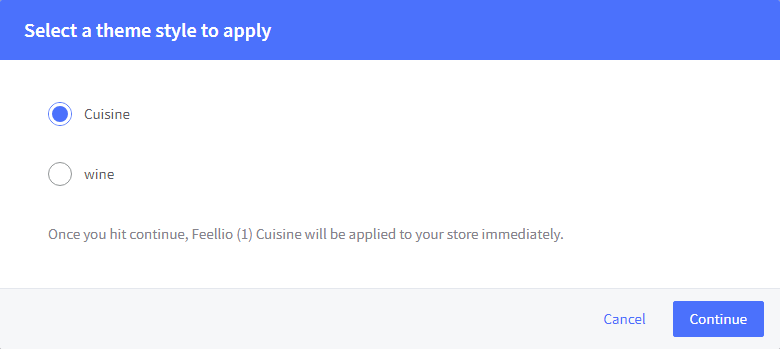 Select a theme style to apply
Cuisine
wine
Once you hit continue, Feellio (1) Cuisine will be applied to your store immediately.
Cancel
Continue